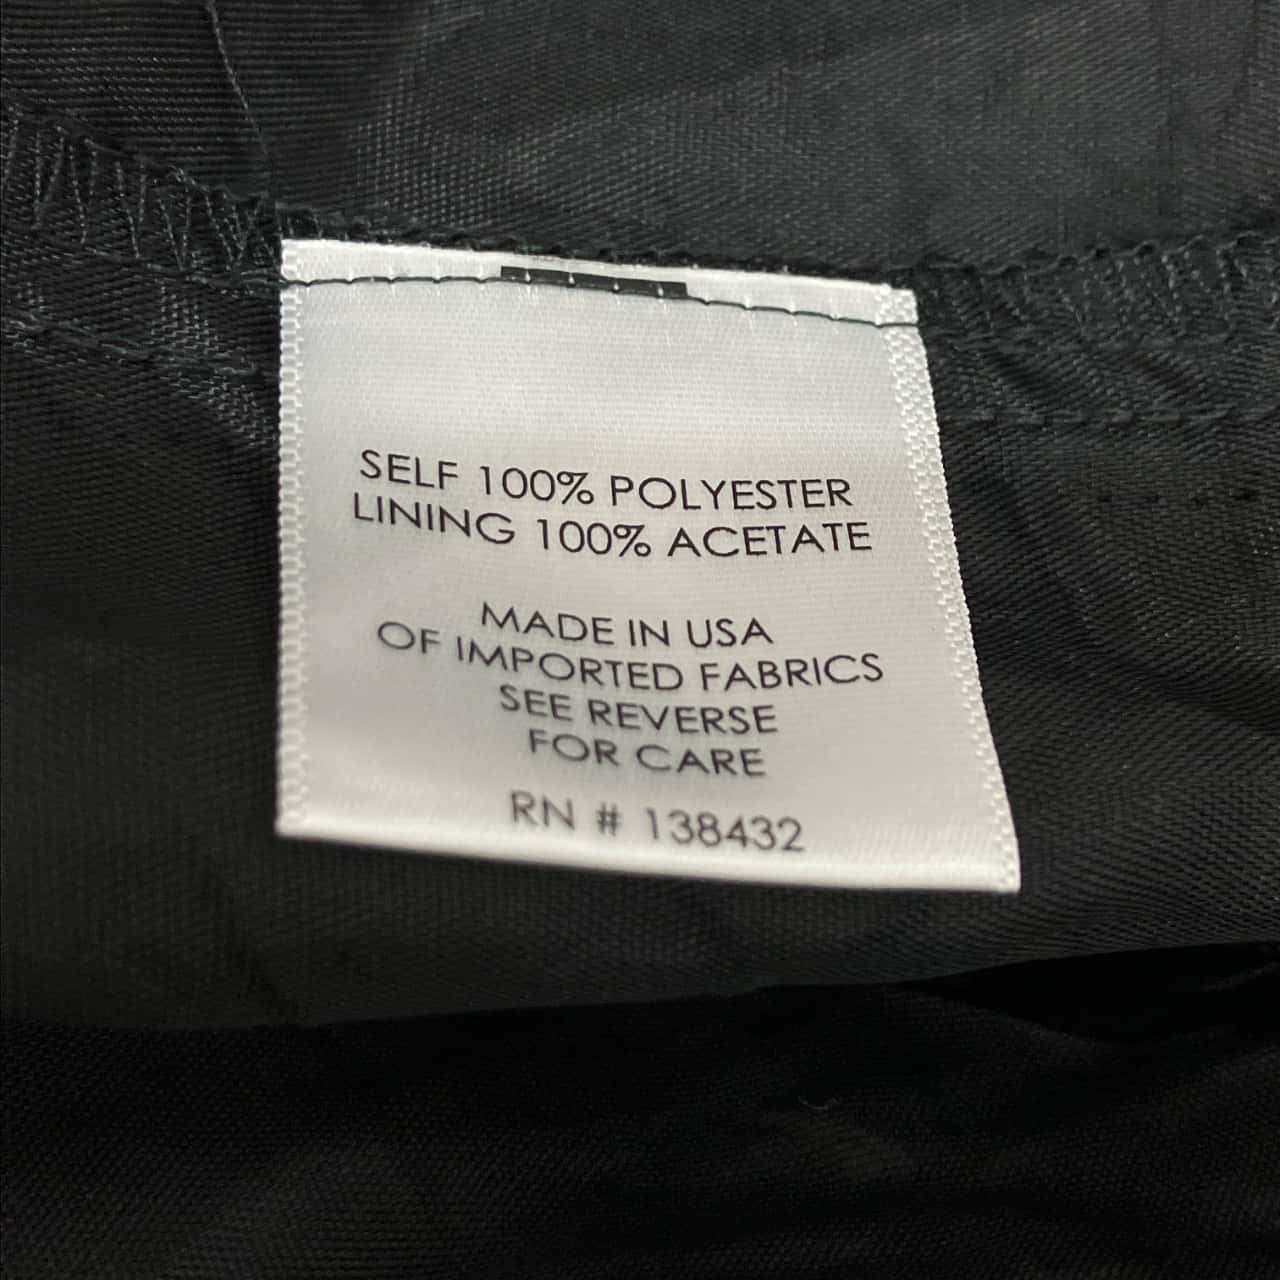 SELF 100% POLYESTER
LINING 100% ACETATE
MADE IN USA
OF IMPORTED FABRICS
SEE REVERSE
FOR CARE
RN # 138432